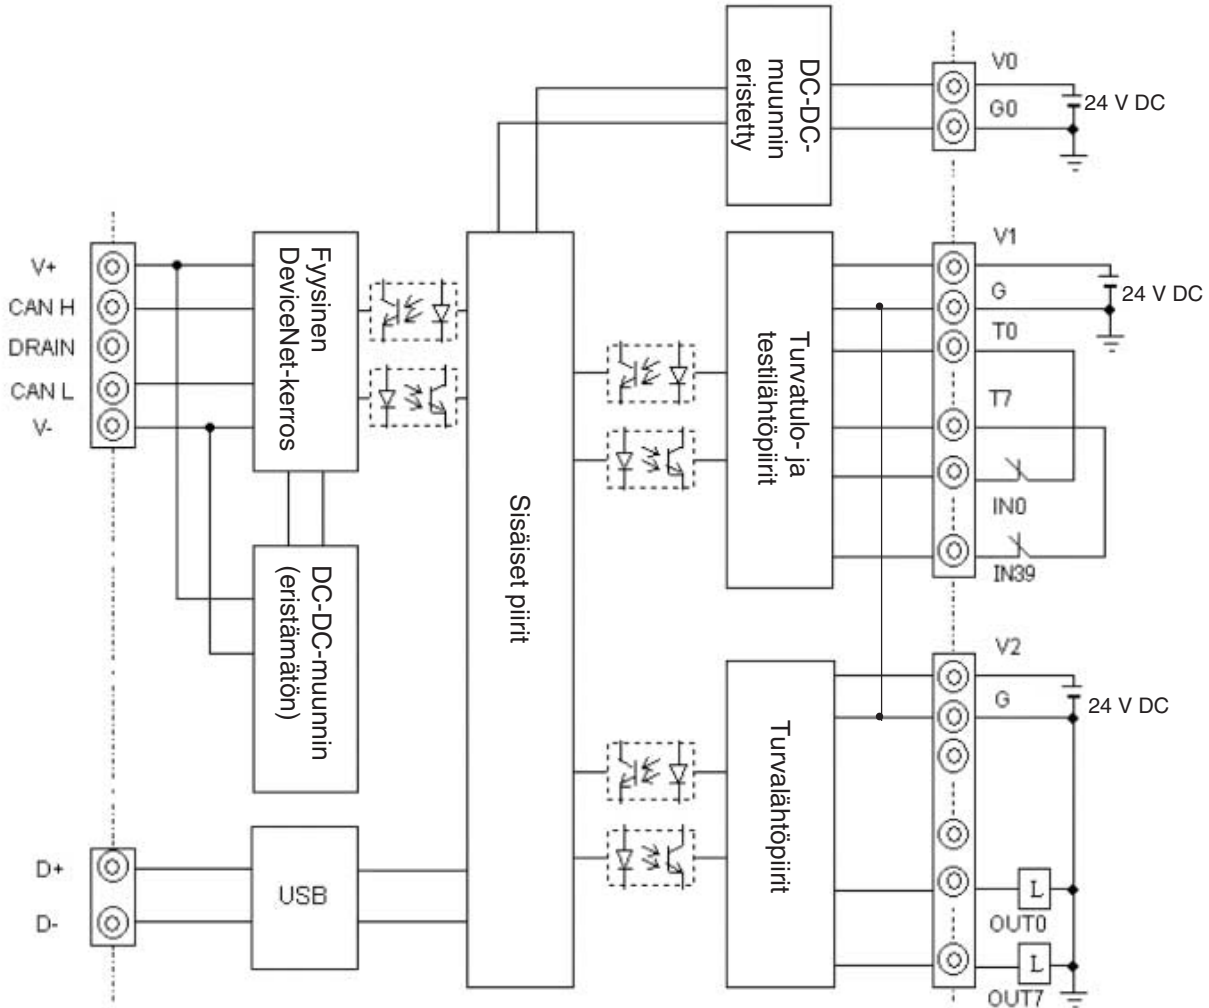 DC-DC-
muunnin
eristetty
V0
G0
24 V DC
V+
CAN H
DRAIN
CAN L
V-
Fyysinen
DeviceNet-kerros
DC-DC-muunnin
(eristämätön)
Sisäiset piirit
Turvatulo- ja
testilähtöpiirit
V1
G
24 V DC
T0
T7
IN0
IN39
Turvalähtöpiirit
V2
G
24 V DC
L
OUT0
L
OUT7
D+
D-
USB